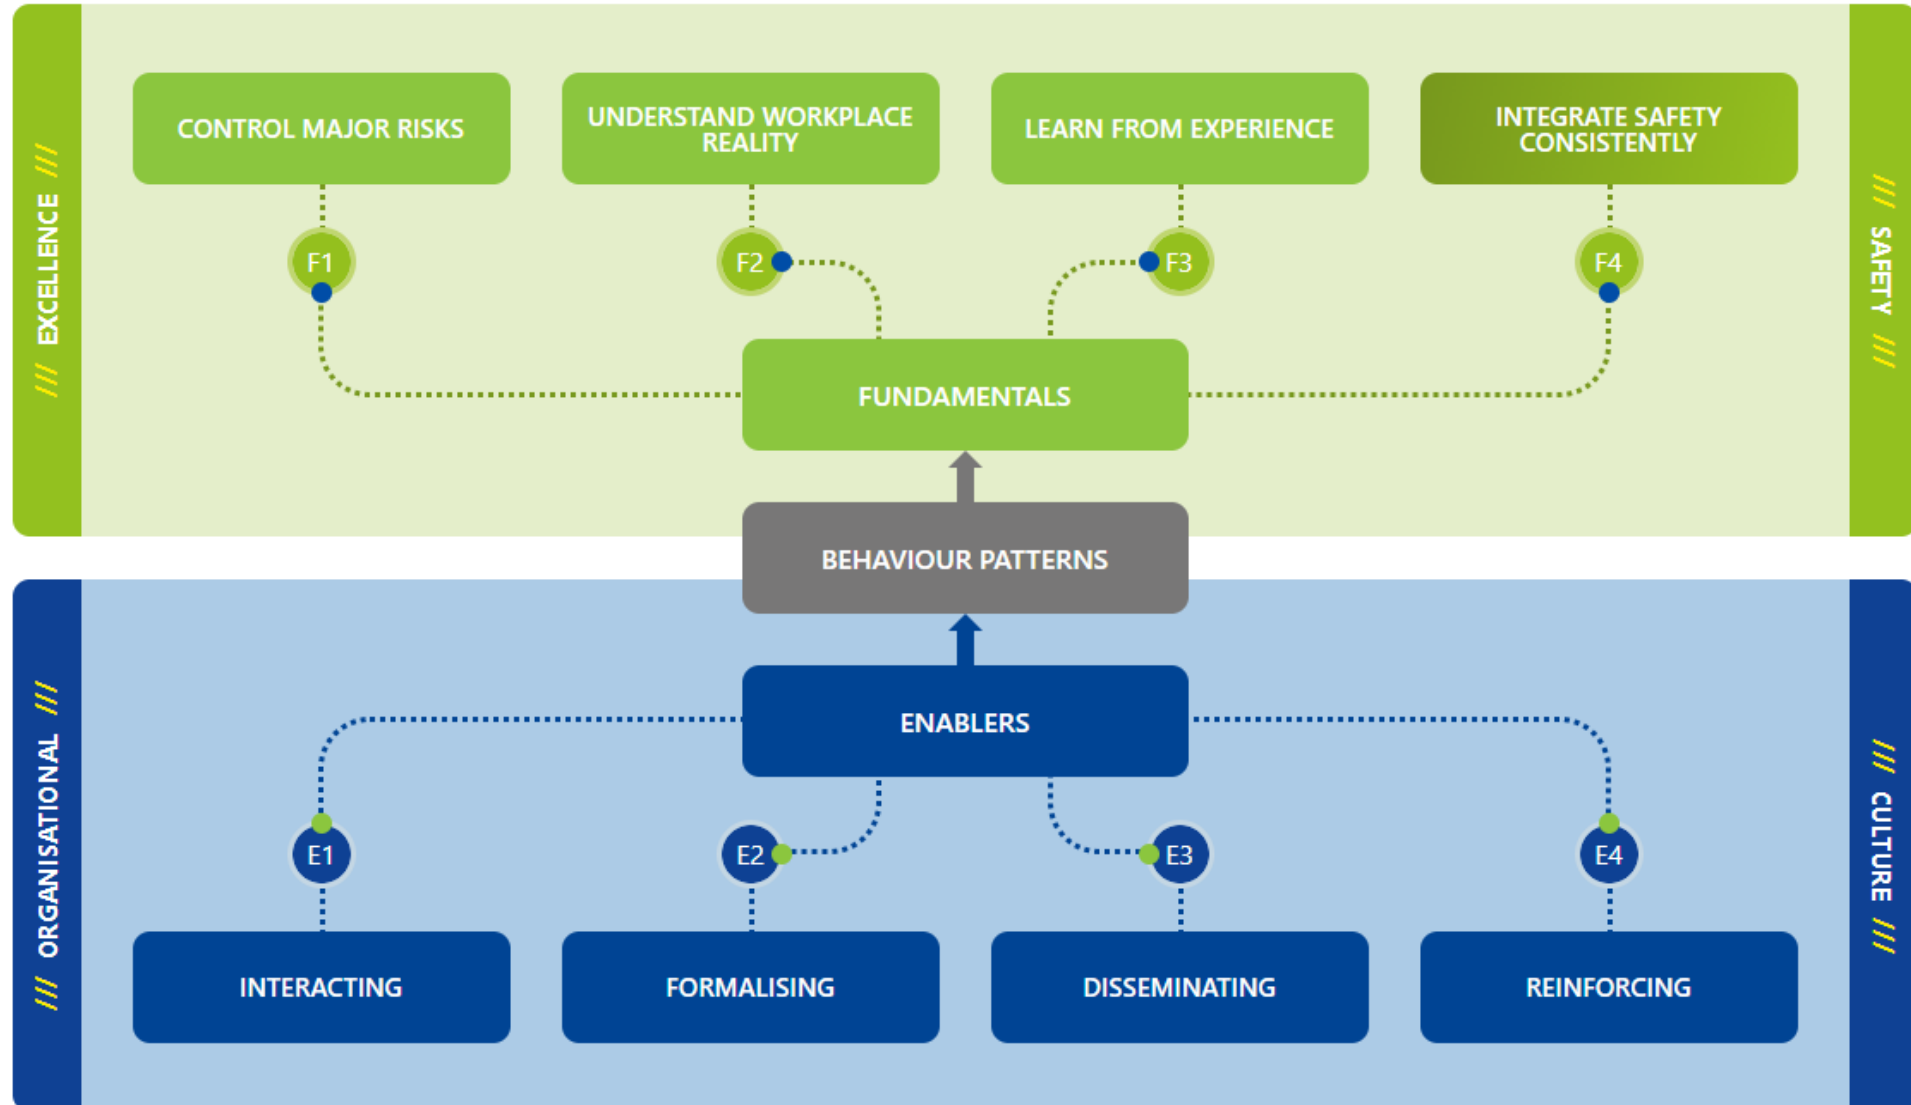 /// EXCELLENCE ///
/// SAFETY ///
CONTROL MAJOR RISKS
UNDERSTAND WORKPLACE
REALITY
LEARN FROM EXPERIENCE
INTEGRATE SAFETY
CONSISTENTLY
F1
F2
F3
F4
FUNDAMENTALS
BEHAVIOUR PATTERNS
/// ORGANISATIONAL ///
/// CULTURE ///
ENABLERS
E1
E2
E3
E4
INTERACTING
FORMALISING
DISSEMINATING
REINFORCING